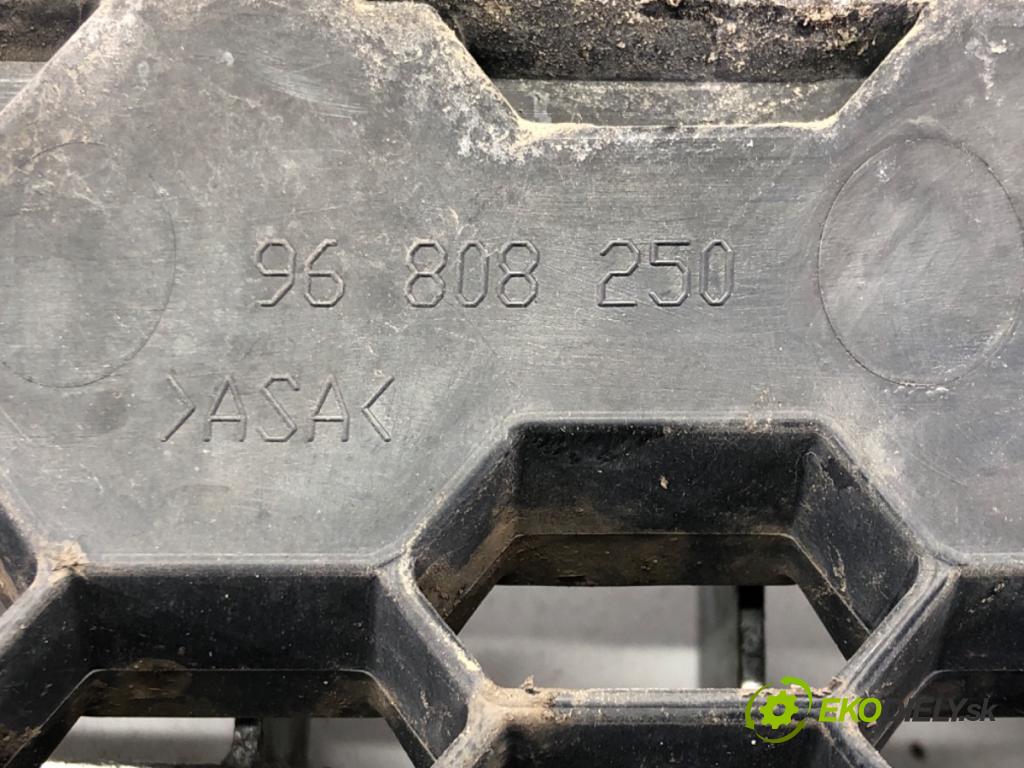 96 808 250
>ASA<
EKODIELY.sk